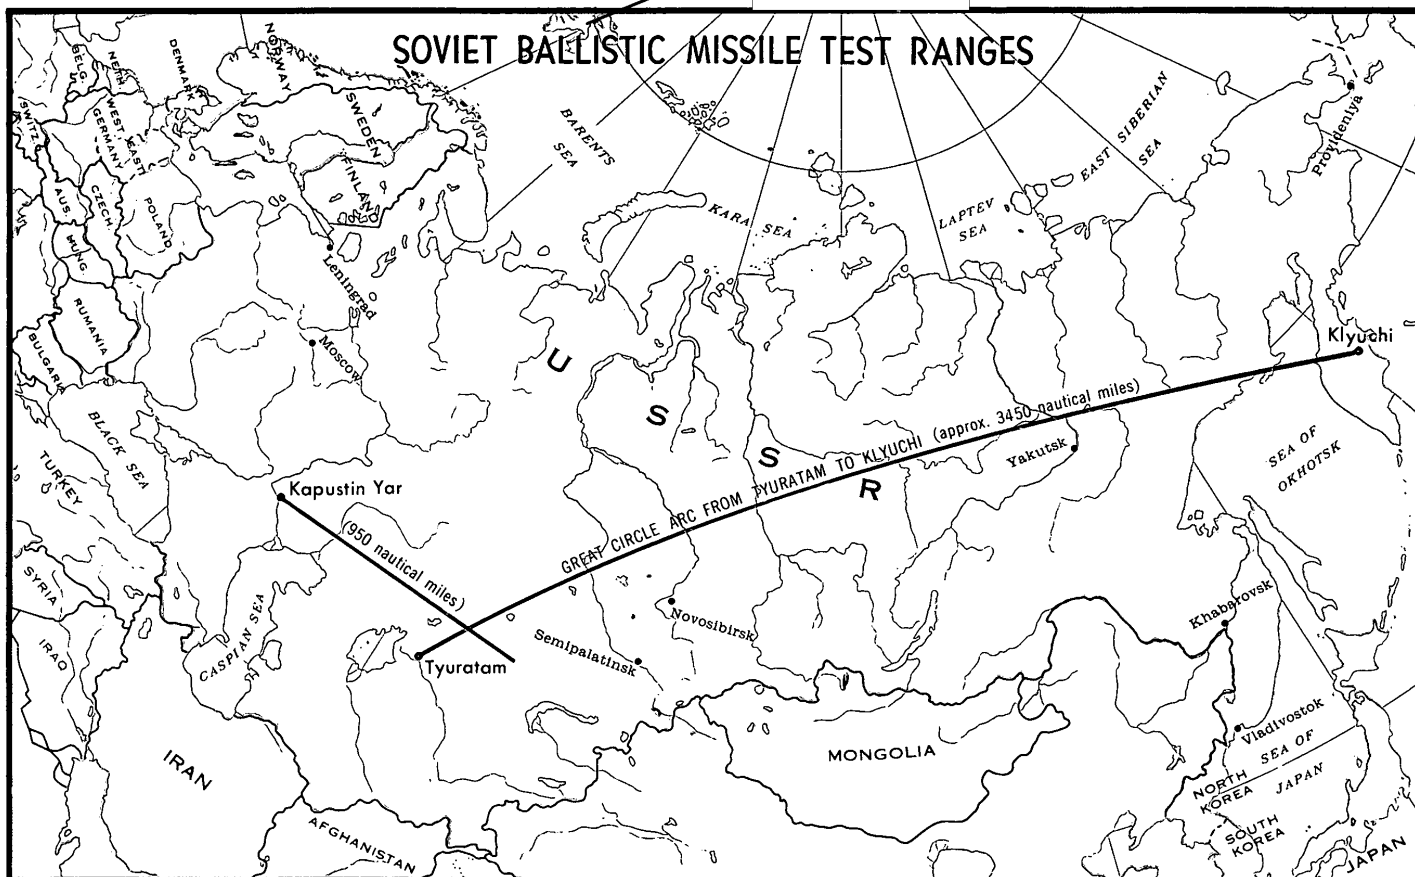 SOVIET BALLISTIC MISSILE TEST RANGES
BELG.
NETH.
DENMARK
NORWAY
SWEDEN
FINLAND
SWITZ.
WEST
GERMANY
EAST
AUS.
CZECH.
POLAND
HUNG.
RUMANIA
BULGARIA
BARENTS
SEA
KARA SEA
LAPTEV
SEA
EAST SIBERIAN
SEA
Provideniya
Leningrad
Moscow
U
S
S
R
Klyuchi
BLACK SEA
TURKEY
Kapustin Yar
(950 nautical miles)
GREAT CIRCLE ARC FROM TYURATAM TO KLYUCHI (approx. 3450 nautical miles)
Yakutsk
SEA OF
OKHOTSK
SYRIA
IRAQ
CASPIAN SEA
Tyuratam
Semipalatinsk
Novosibirsk
Khabarovsk
Vladivostok
IRAN
AFGHANISTAN
MONGOLIA
SEA OF
JAPAN
NORTH
KOREA
SOUTH
KOREA
JAPAN